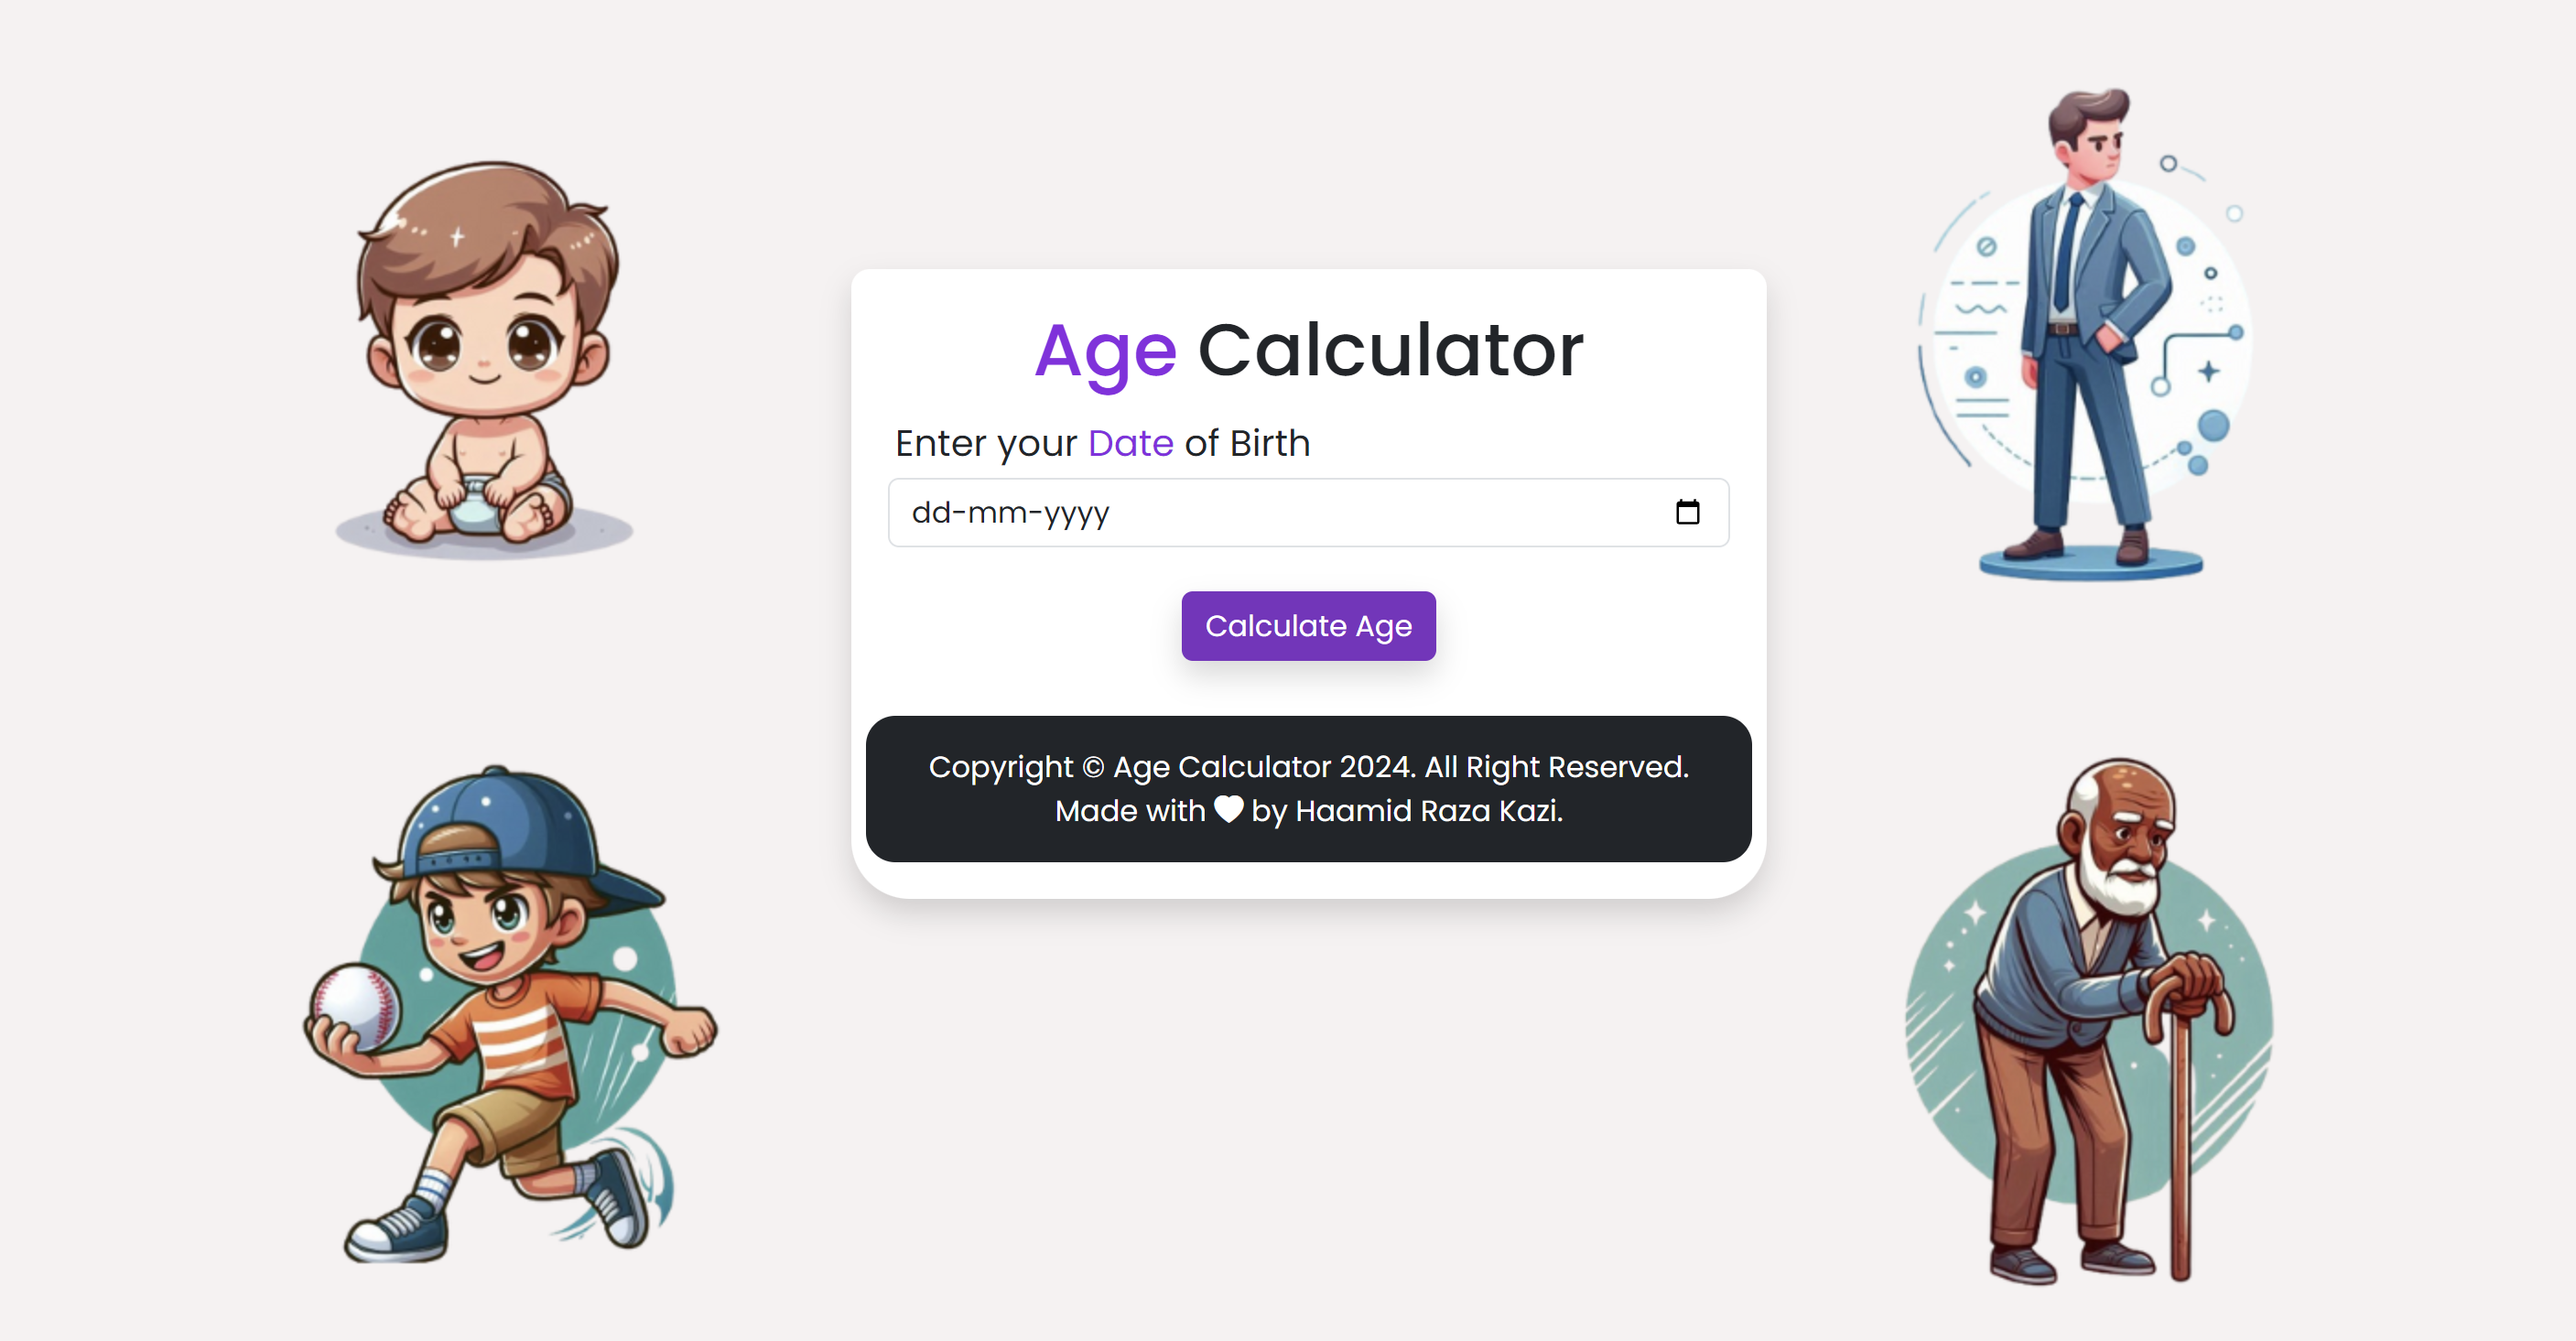 Age Calculator
Enter your Date of Birth
dd-mm-yyyy
Calculate Age
Copyright © Age Calculator 2024. All Right Reserved.
Made with 🤍 by Haamid Raza Kazi.